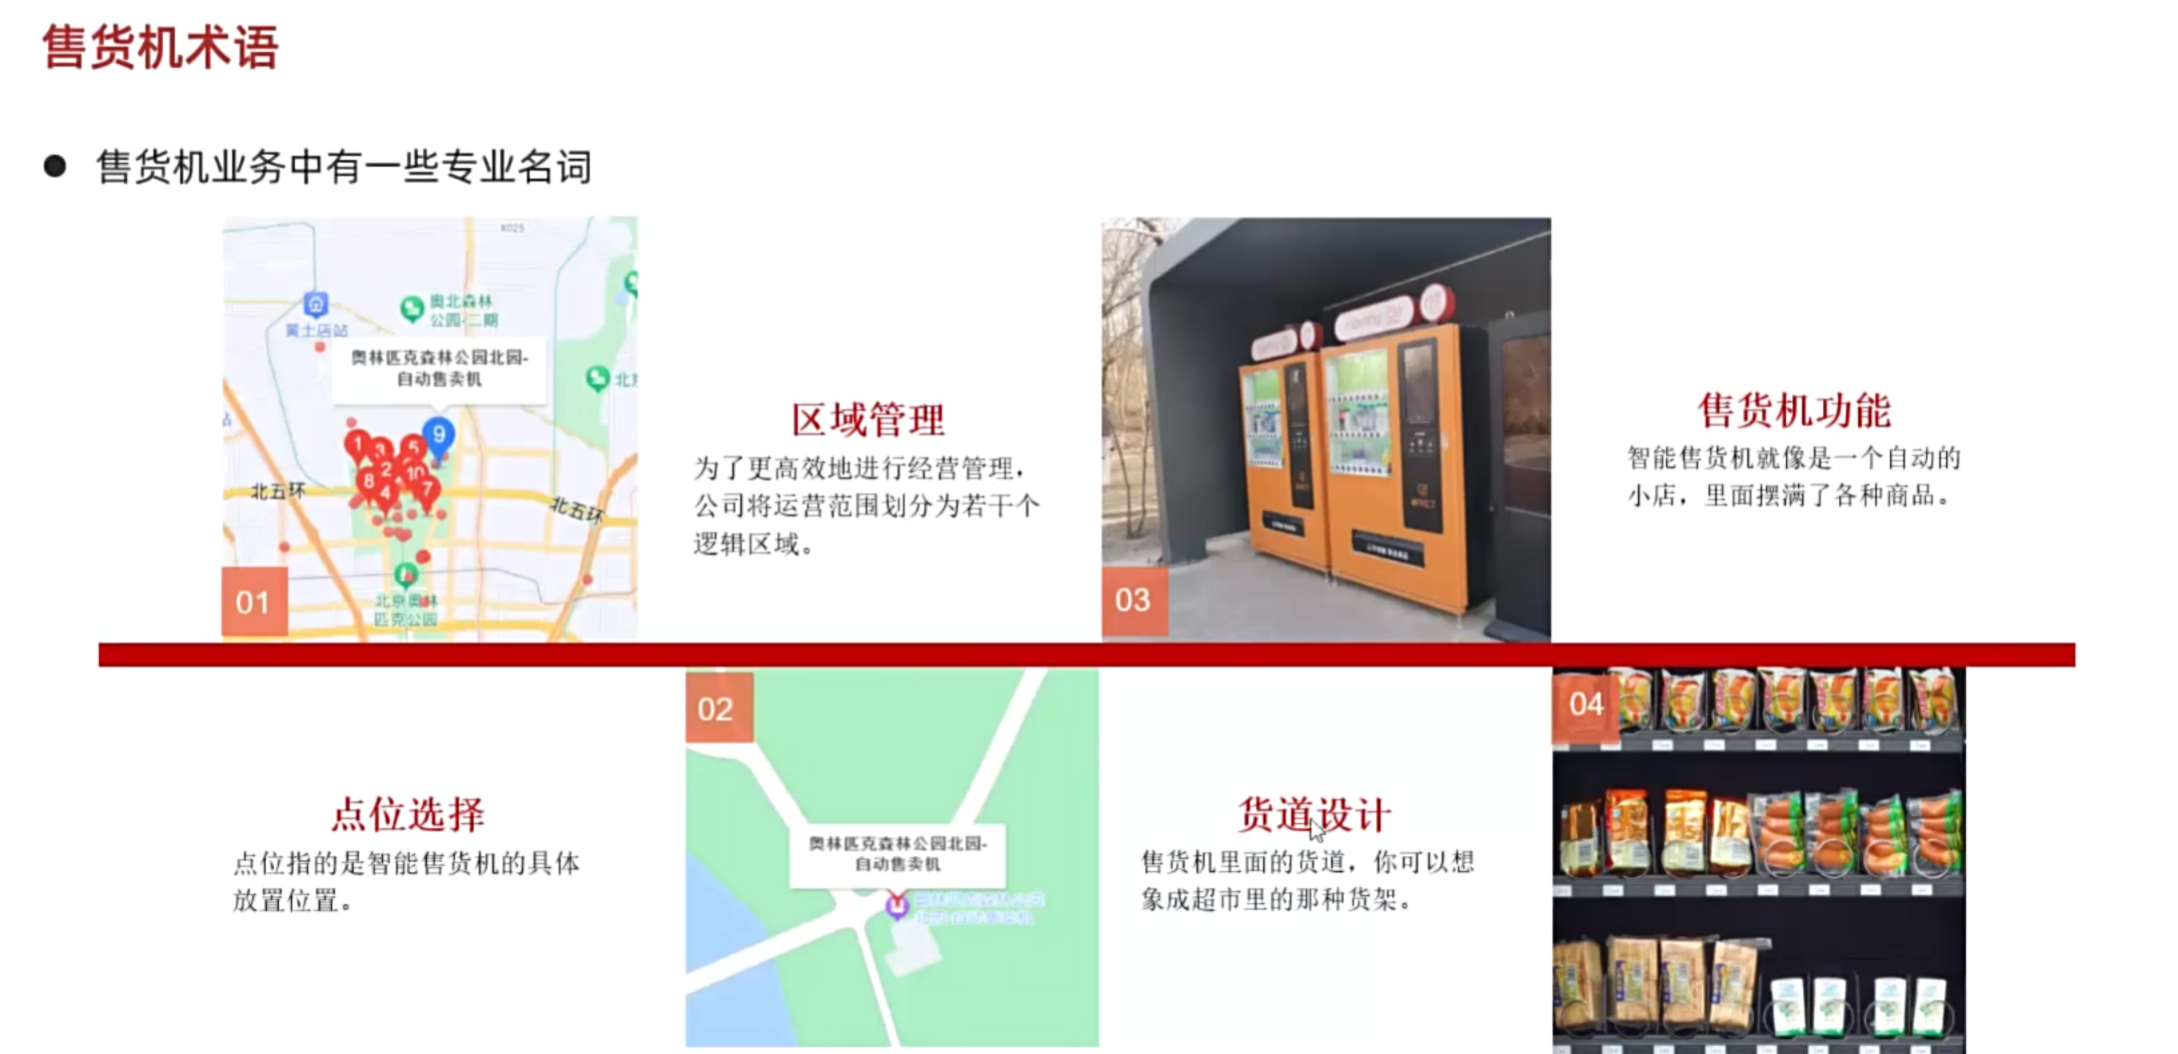 售货机术语
● 售货机业务中有一些专业名词
X025
奥北森林
公园-二期
黄土店站
奥林匹克森林公园北园-
自动售卖机
9
1
3
5
2
10
8
4
7
北五环
北五环
北京奥林
匹克公园
01
区域管理
为了更高效地进行经营管理，
公司将运营范围划分为若干个
逻辑区域。
03
售货机功能
智能售货机就像是一个自动的
小店，里面摆满了各种商品。
点位选择
点位指的是智能售货机的具体
放置位置。
02
奥林匹克森林公园北园-
自动售卖机
货道设计
售货机里面的货道，你可以想
象成超市里的那种货架。
04